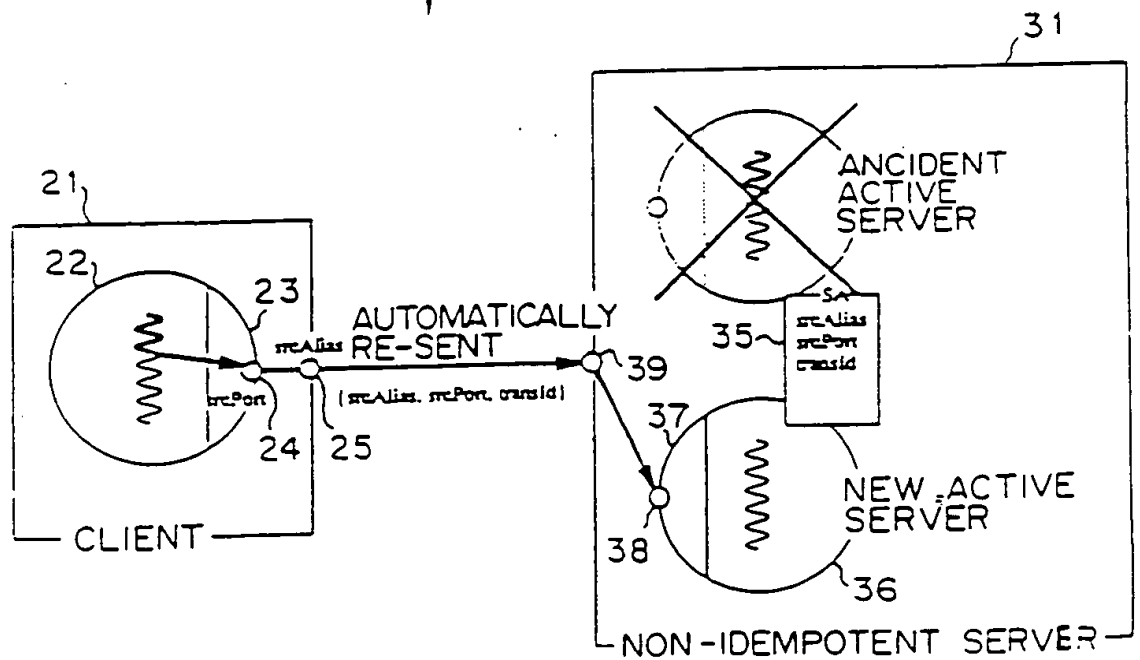 31
ANCIDENT
ACTIVE
SERVER
21
22
23
AUTOMATICALLY
RE-SENT
srcAlias
SA
35
srcAlias
srcPort
transid
39
srcPort
(srcAlias, srcPort, transid)
24
25
37
NEW-ACTIVE
SERVER
38
36
CLIENT
NON-IDEMPOTENT SERVER